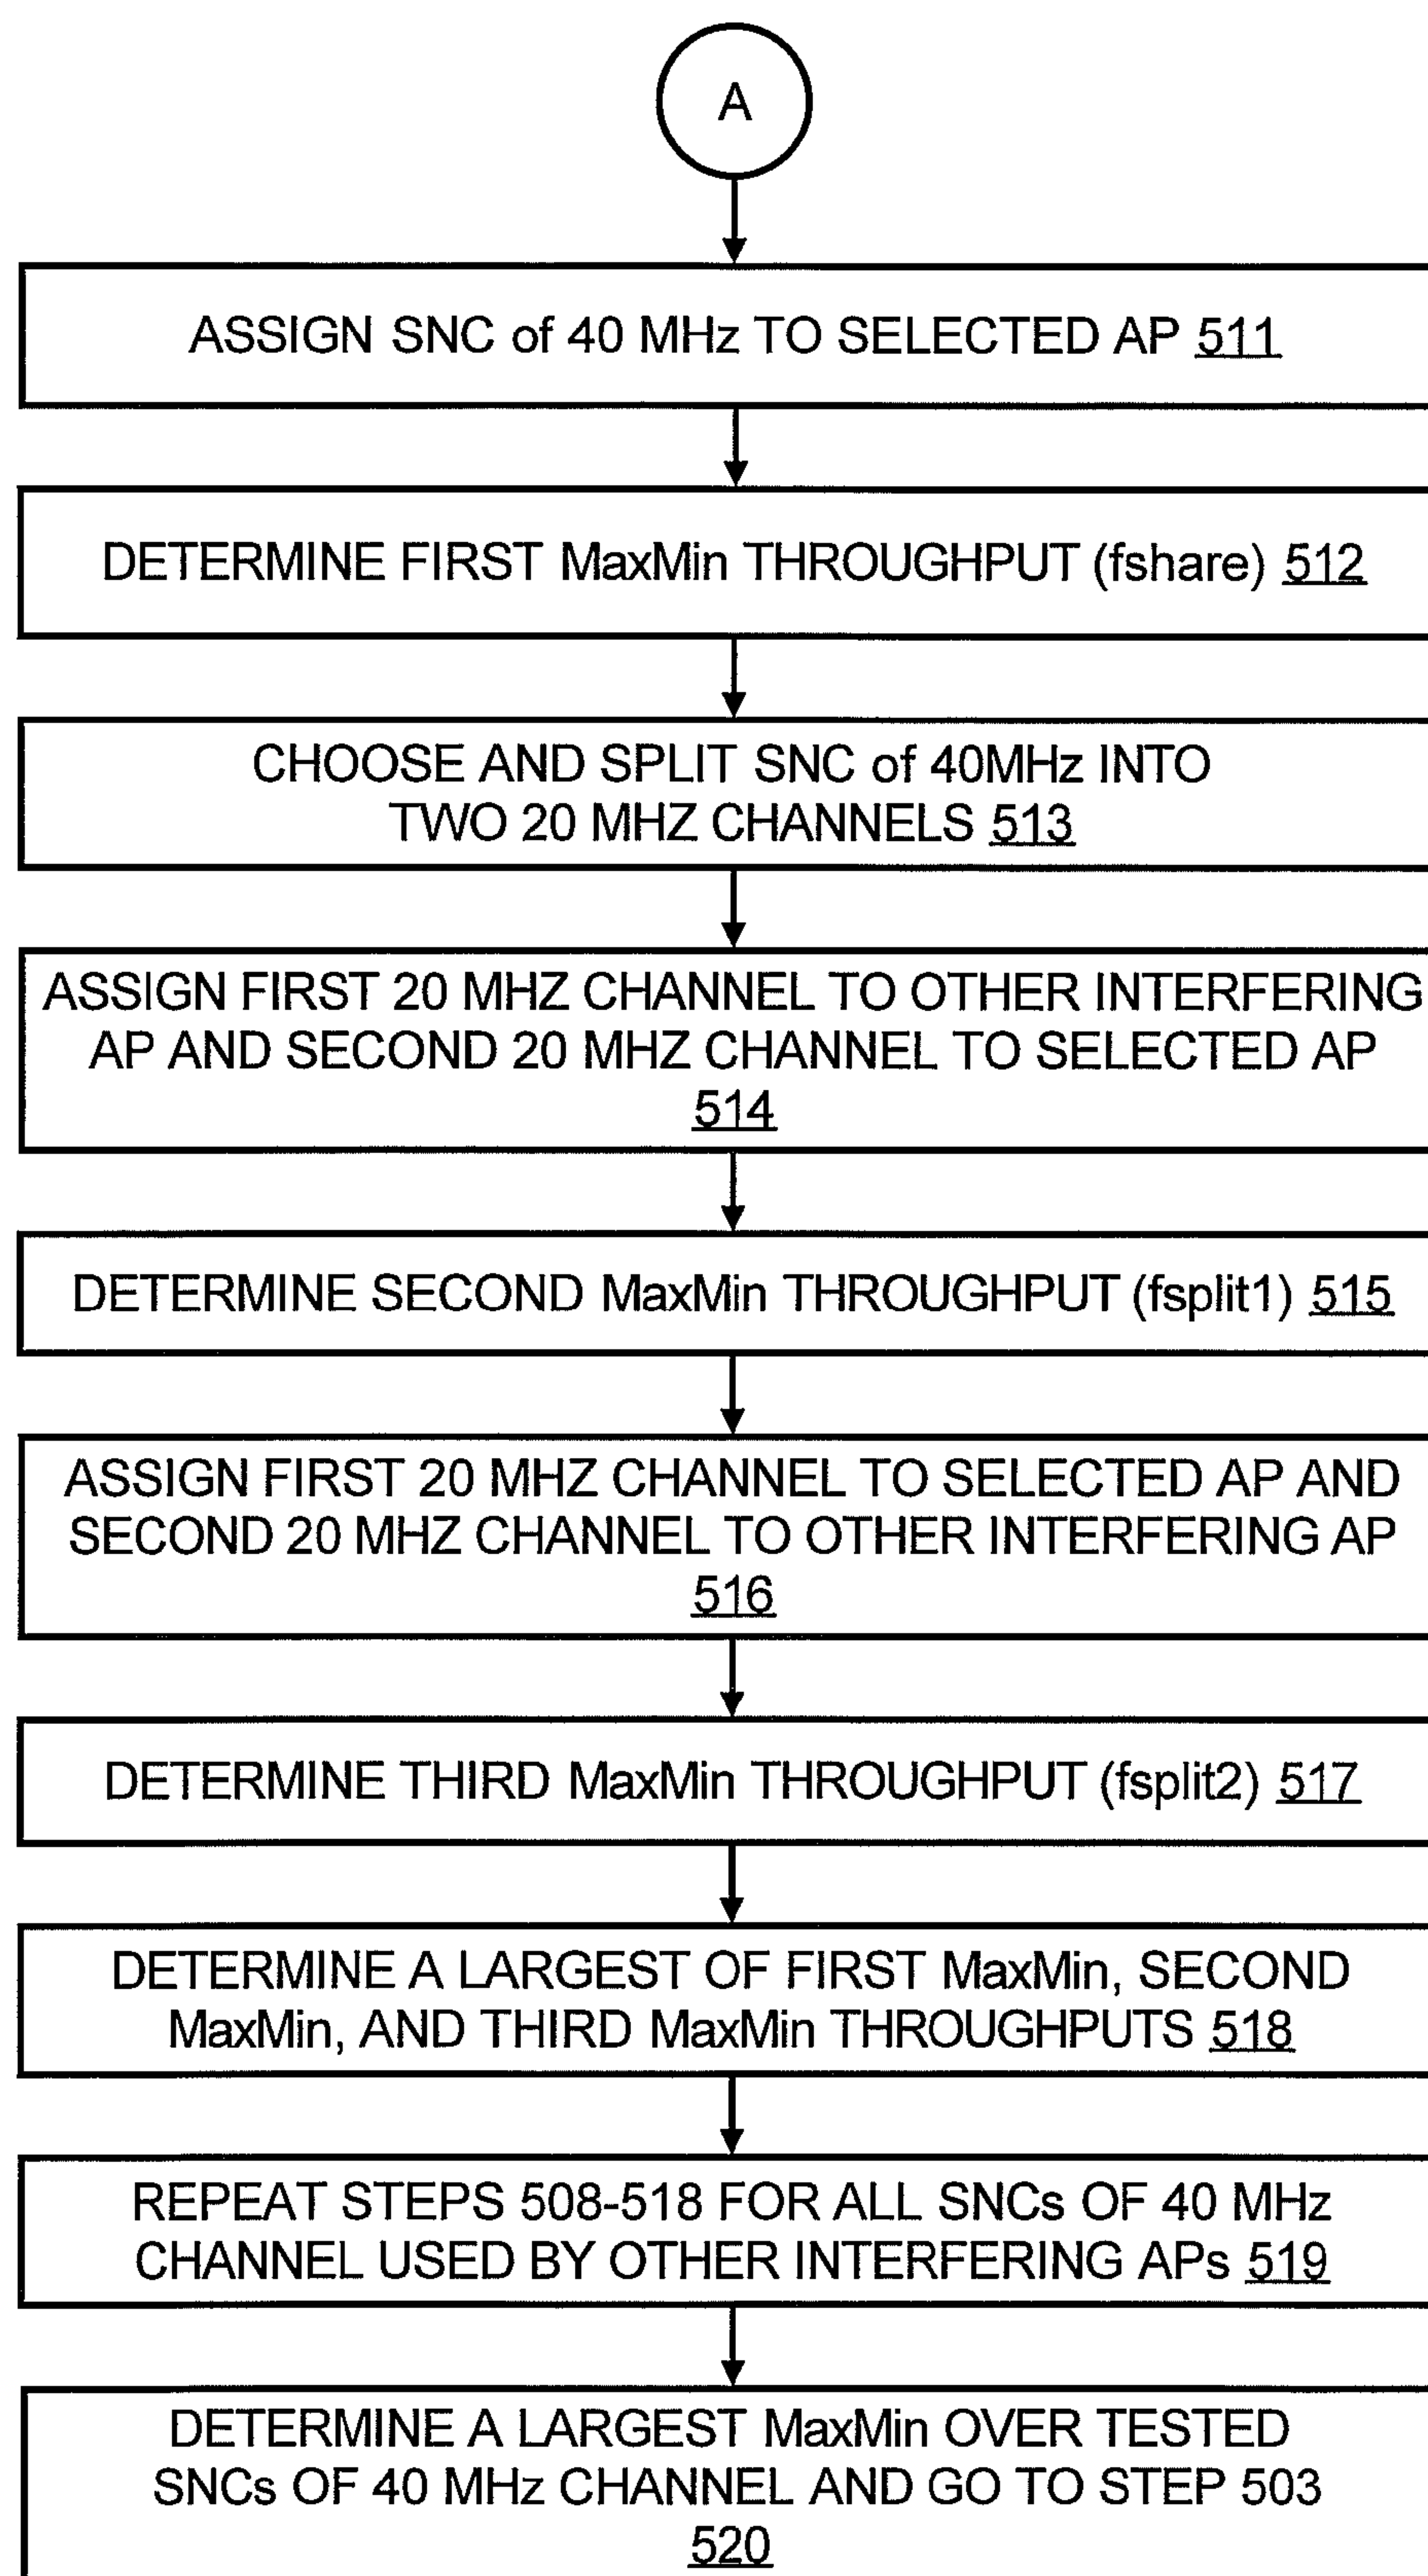 A
ASSIGN SNC of 40 MHz TO SELECTED AP 511
DETERMINE FIRST MaxMin THROUGHPUT (fshare) 512
CHOOSE AND SPLIT SNC of 40MHz INTO
TWO 20 MHZ CHANNELS 513
ASSIGN FIRST 20 MHZ CHANNEL TO OTHER INTERFERING
AP AND SECOND 20 MHZ CHANNEL TO SELECTED AP
514
DETERMINE SECOND MaxMin THROUGHPUT (fsplit1) 515
ASSIGN FIRST 20 MHZ CHANNEL TO SELECTED AP AND
SECOND 20 MHZ CHANNEL TO OTHER INTERFERING AP
516
DETERMINE THIRD MaxMin THROUGHPUT (fsplit2) 517
DETERMINE A LARGEST OF FIRST MaxMin, SECOND
MaxMin, AND THIRD MaxMin THROUGHPUTS 518
REPEAT STEPS 508-518 FOR ALL SNCs OF 40 MHz
CHANNEL USED BY OTHER INTERFERING APs 519
DETERMINE A LARGEST MaxMin OVER TESTED
SNCs OF 40 MHz CHANNEL AND GO TO STEP 503
520